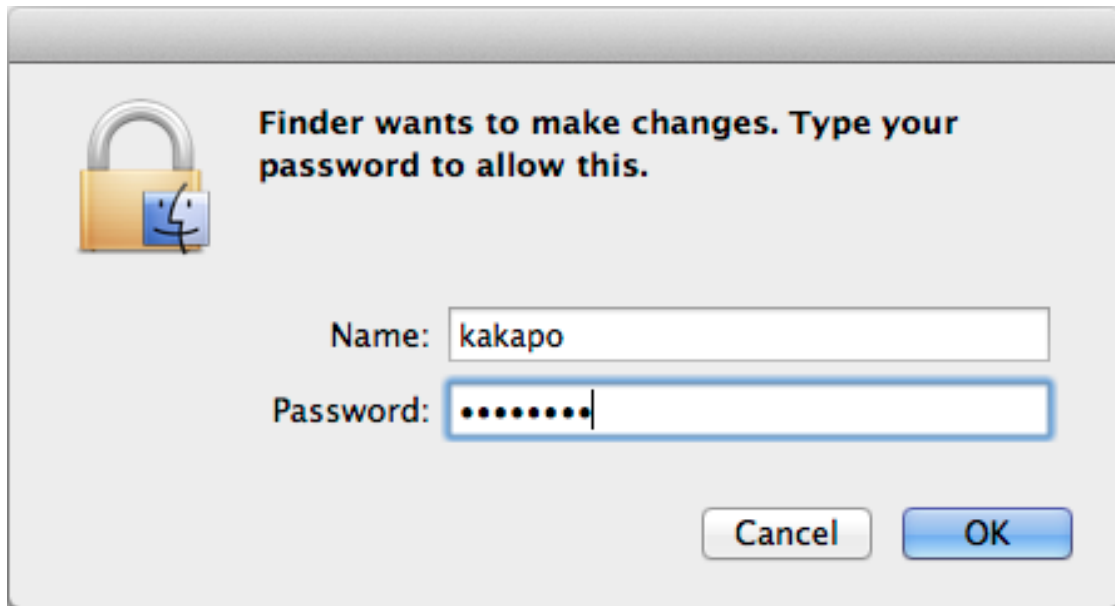 Finder wants to make changes. Type your
password to allow this.
Name: kakapo
Password: ••••••••
Cancel OK